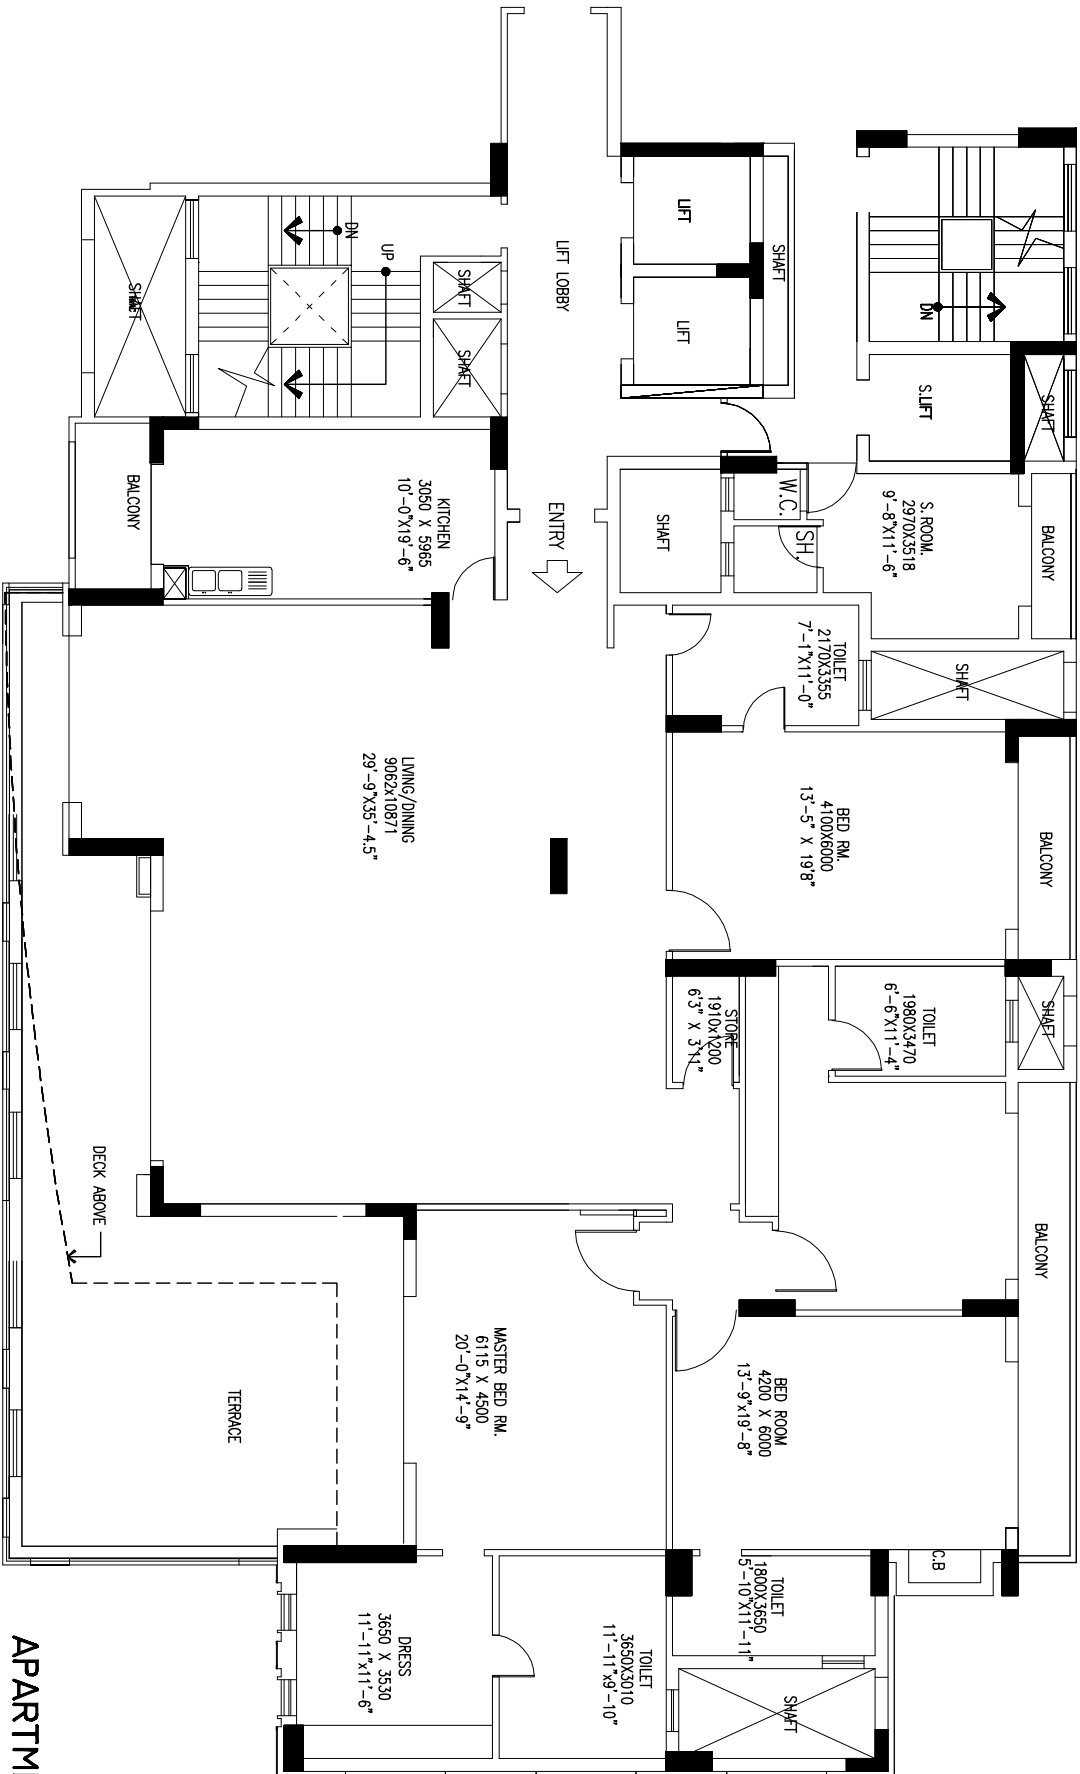 LIFT
LIFT
SHAFT
LIFT LOBBY
DN
UP
SHAFT
SHAFT
SHAFT
DN
S.LIFT
SHAFT
S. ROOM.
2970X3518
9'-8"X11'-6"
BALCONY
W.C.
SH.
SHAFT
ENTRY
KITCHEN
3050 X 5965
10'-0"X19'-6"
BALCONY
TOILET
2170X3355
7'-1"X11'-0"
SHAFT
BED RM.
4100X6000
13'-5" X 19'8"
BALCONY
LIVING/DINING
9062x10871
29'-9"X35'-4.5"
TOILET
1980X3470
6'-6"X11'-4"
SHAFT
STORE
1910x1200
6'3" X 3'11"
BALCONY
DECK ABOVE
TERRACE
MASTER BED RM.
6115 X 4500
20'-0"X14'-9"
BED ROOM
4200 X 6000
13'-9"x19'-8"
C.B
TOILET
1800X3650
5'-10"X11'-11"
TOILET
3650X3010
11'-11"x9'-10"
DRESS
3650 X 3530
11'-11"x11'-6"
SHAFT
APARTM